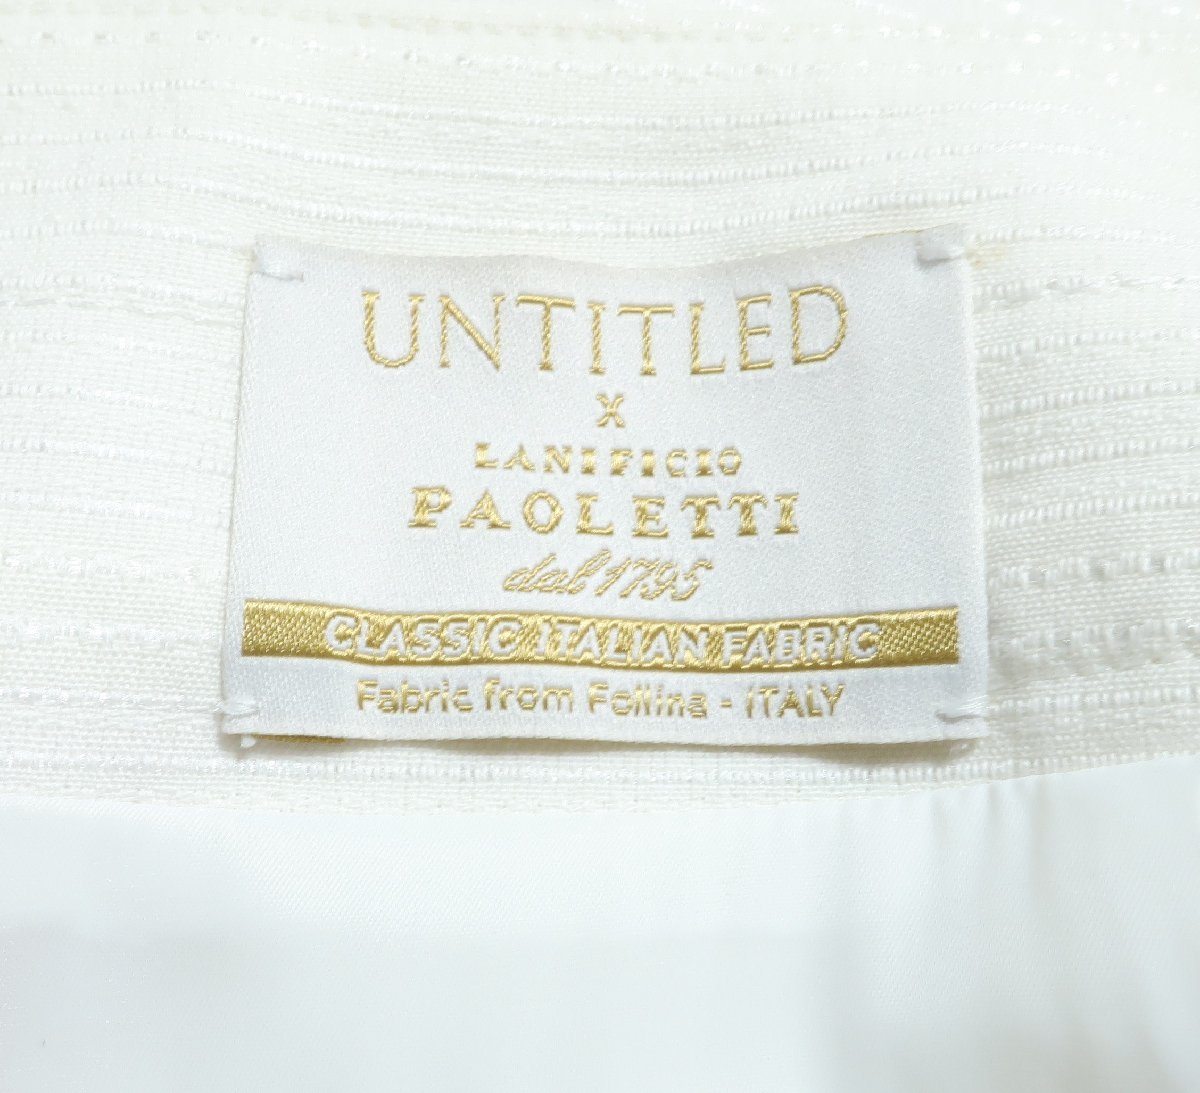 UNTITLED
X
LANIFICIO
PAOLETTI
dal 1795
CLASSIC ITALIAN FABRIC
Fabric from Follina - ITALY